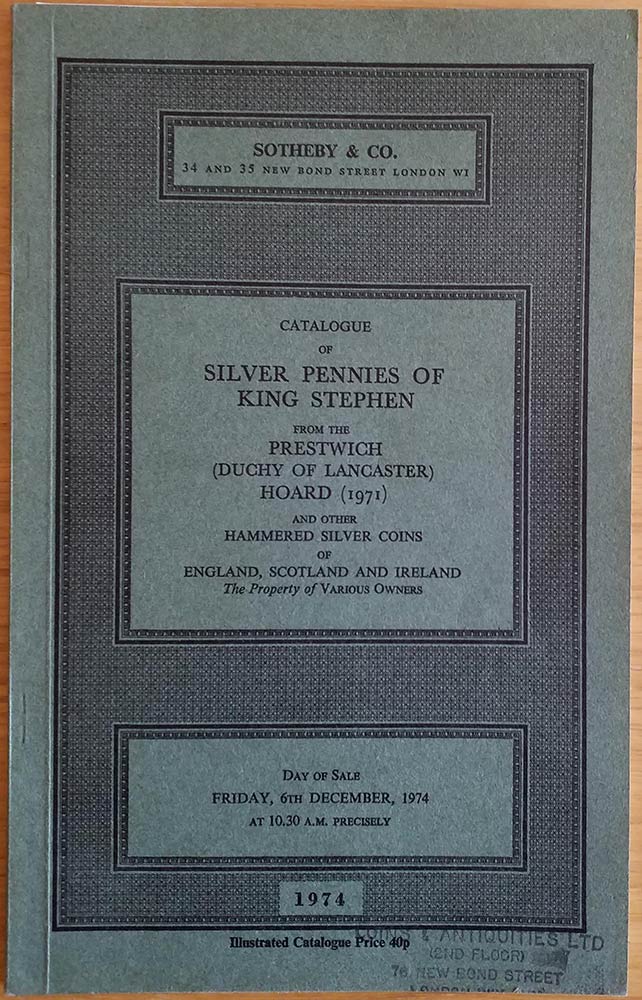 SOTHEBY & CO.
34 AND 35 NEW BOND STREET LONDON W1
CATALOGUE
OF
SILVER PENNIES OF
KING STEPHEN
FROM THE
PRESTWICH
(DUCHY OF LANCASTER)
HOARD (1971)
AND OTHER
HAMMERED SILVER COINS
OF
ENGLAND, SCOTLAND AND IRELAND
The Property of VARIOUS OWNERS
DAY OF SALE
FRIDAY, 6TH DECEMBER, 1974
AT 10.30 A.M. PRECISELY
1974
Illustrated Catalogue Price 40p
COINS & ANTIQUITIES LTD
(2ND FLOOR)
76 NEW BOND STREET
LONDON